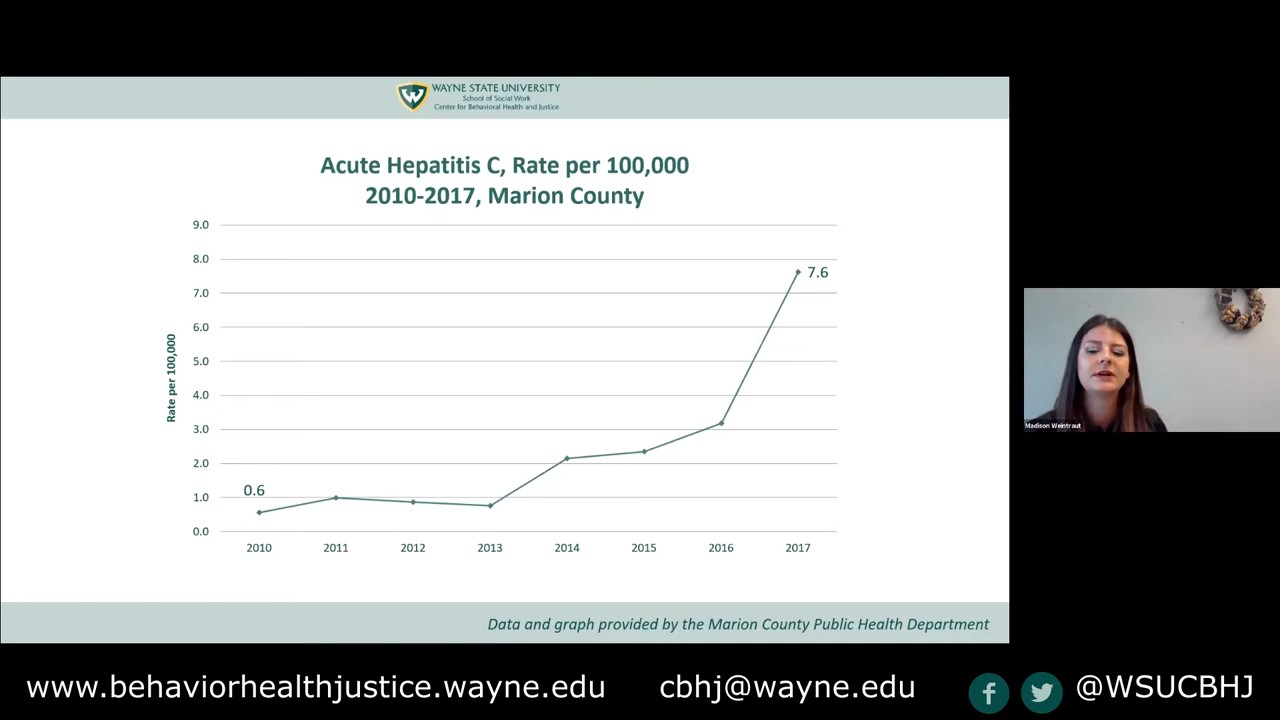 WAYNE STATE UNIVERSITY
School of Social Work
Center for Behavioral Health and Justice
Acute Hepatitis C, Rate per 100,000
2010-2017, Marion County
Rate per 100,000
9.0
8.0
7.0
6.0
5.0
4.0
3.0
2.0
1.0
0.0
0.6
7.6
2010 2011 2012 2013 2014 2015 2016 2017
Madison Weintraut
Data and graph provided by the Marion County Public Health Department
www.behaviorhealthjustice.wayne.edu cbhj@wayne.edu @WSUCBHJ